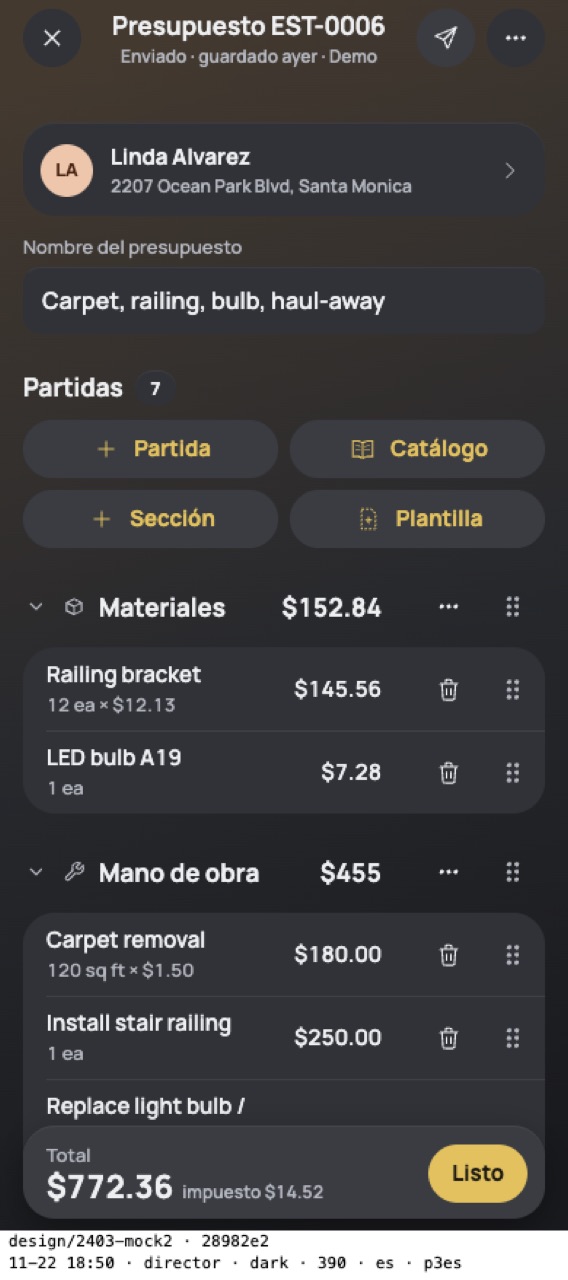 Presupuesto EST-0006
Enviado · guardado ayer · Demo
LA
Linda Alvarez
2207 Ocean Park Blvd, Santa Monica
Nombre del presupuesto
Carpet, railing, bulb, haul-away
Partidas 7
+ Partida
Catálogo
+ Sección
Plantilla
Materiales $152.84
Railing bracket
12 ea × $12.13
$145.56
LED bulb A19
1 ea
$7.28
Mano de obra $455
Carpet removal
120 sq ft × $1.50
$180.00
Install stair railing
1 ea
$250.00
Replace light bulb /
Total
$772.36 impuesto $14.52
Listo
design/2403-mock2 · 28982e2
11-22 18:50 · director · dark · 390 · es · p3es